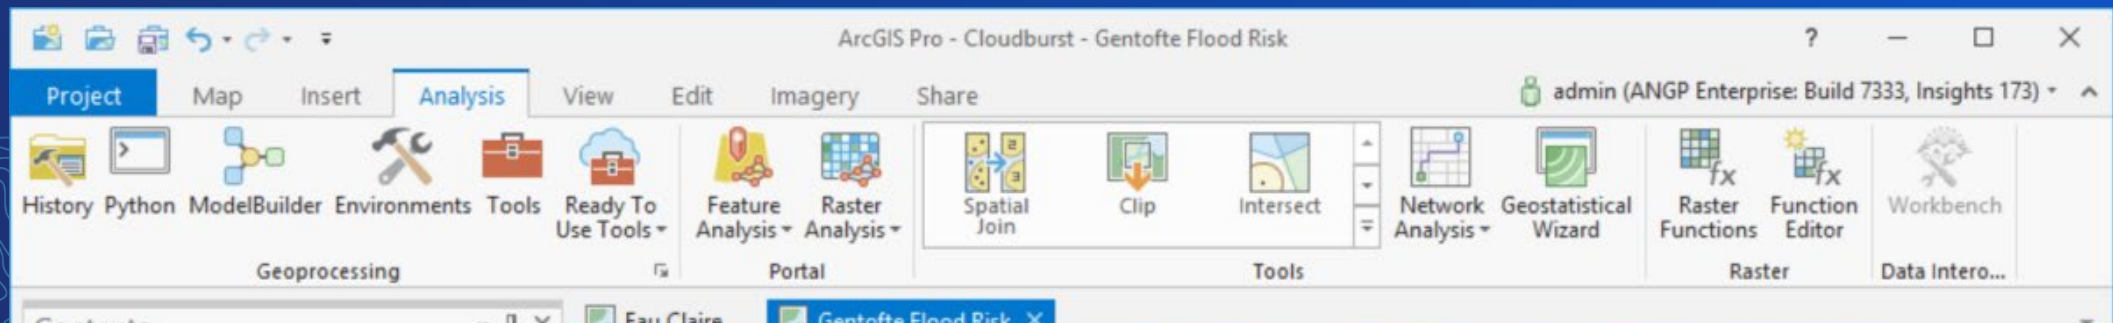 ArcGIS Pro - Cloudburst - Gentofte Flood Risk
?
Project Map Insert Analysis View Edit Imagery Share
admin (ANGP Enterprise: Build 7333, Insights 173)
History Python ModelBuilder Environments Tools Ready To
Use Tools
Feature
Analysis
Raster
Analysis
Spatial
Join
Clip
Intersect
Network
Analysis
Geostatistical
Wizard
Raster
Functions
Function
Editor
Workbench
Geoprocessing
Portal
Tools
Raster
Data Intero...
Contents
Eau Claire
Gentofte Flood Risk